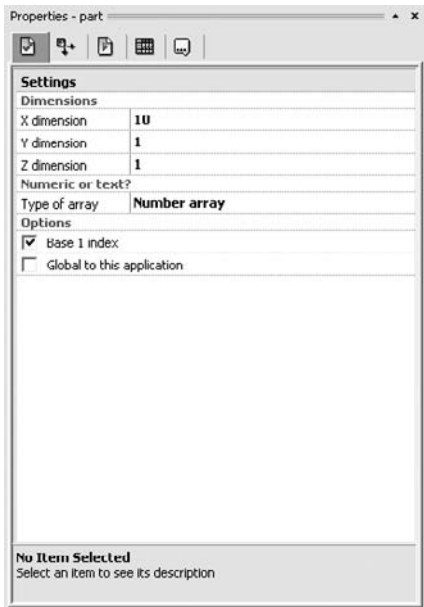 Properties - part
Settings
Dimensions
X dimension 10
Y dimension 1
Z dimension 1
Numeric or text?
Type of array Number array
Options
Base 1 index
Global to this application
No Item Selected
Select an item to see its description